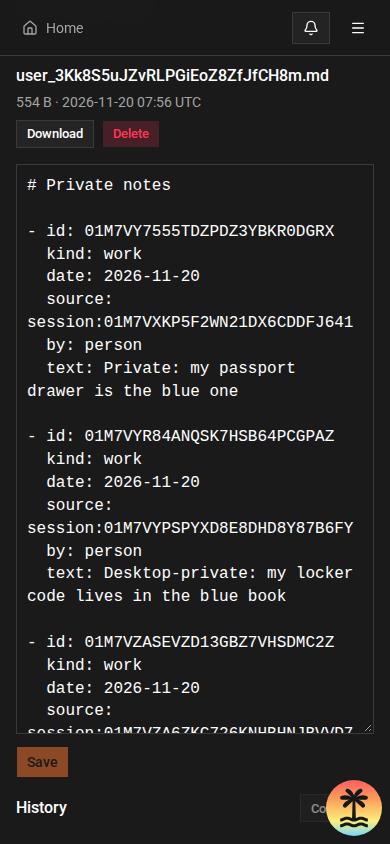 Home
user_3Kk8S5uJZvRLPGiEoZ8ZfJfCH8m.md
554 B · 2026-11-20 07:56 UTC
Download Delete
# Private notes
- id: 01M7VY7555TDZPDZ3YBKR0DGRX
kind: work
date: 2026-11-20
source:
session:01M7VXKP5F2WN21DX6CDDFJ641
by: person
text: Private: my passport
drawer is the blue one
- id: 01M7VYR84ANQSK7HSB64PCGPAZ
kind: work
date: 2026-11-20
source:
session:01M7VYPSPYXD8E8DHD8Y87B6FY
by: person
text: Desktop-private: my locker
code lives in the blue book
- id: 01M7VZASEVZD13GBZ7VHSDMC2Z
kind: work
date: 2026-11-20
source:
Save
History